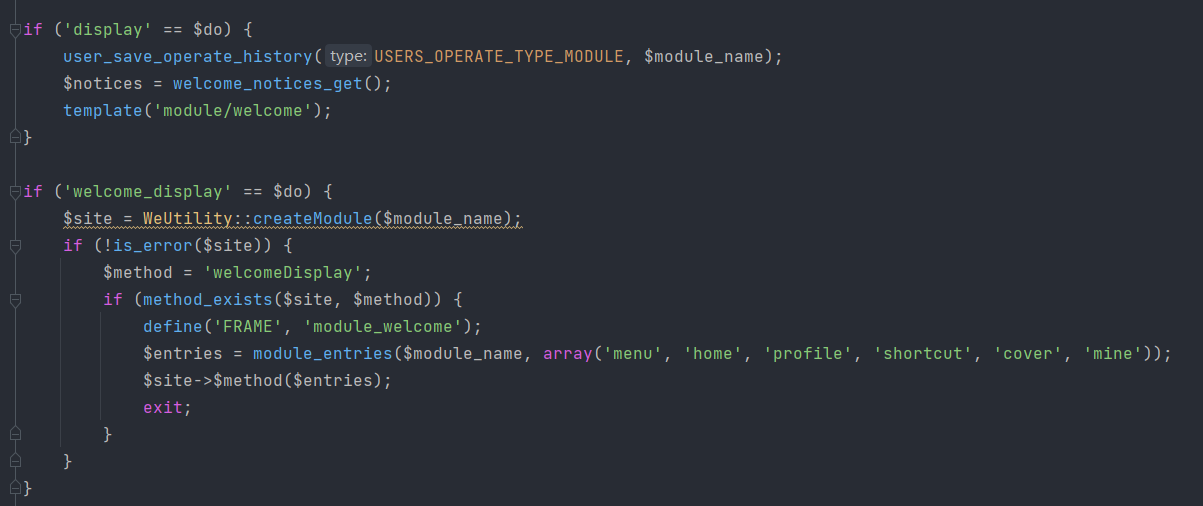 if ('display' == $do) {
    user_save_operate_history( type: USERS_OPERATE_TYPE_MODULE, $module_name);
    $notices = welcome_notices_get();
    template('module/welcome');
}

if ('welcome_display' == $do) {
    $site = WeUtility::createModule($module_name);
    if (!is_error($site)) {
        $method = 'welcomeDisplay';
        if (method_exists($site, $method)) {
            define('FRAME', 'module_welcome');
            $entries = module_entries($module_name, array('menu', 'home', 'profile', 'shortcut', 'cover', 'mine'));
            $site->$method($entries);
            exit;
        }
    }
}